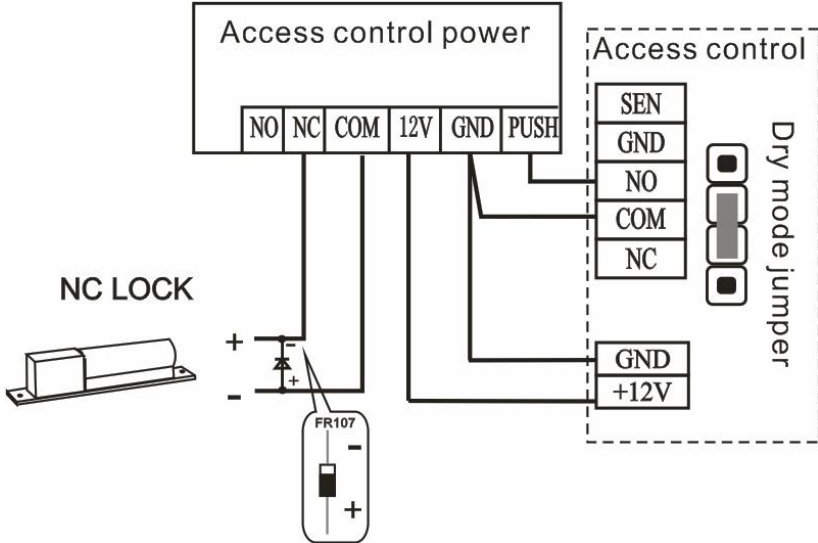 Access control power
NO NC COM 12V GND PUSH
Access control
SEN
GND
NO
COM
NC
Dry mode jumper
GND
+12V
NC LOCK
+
-
-
+
FR107
-
+